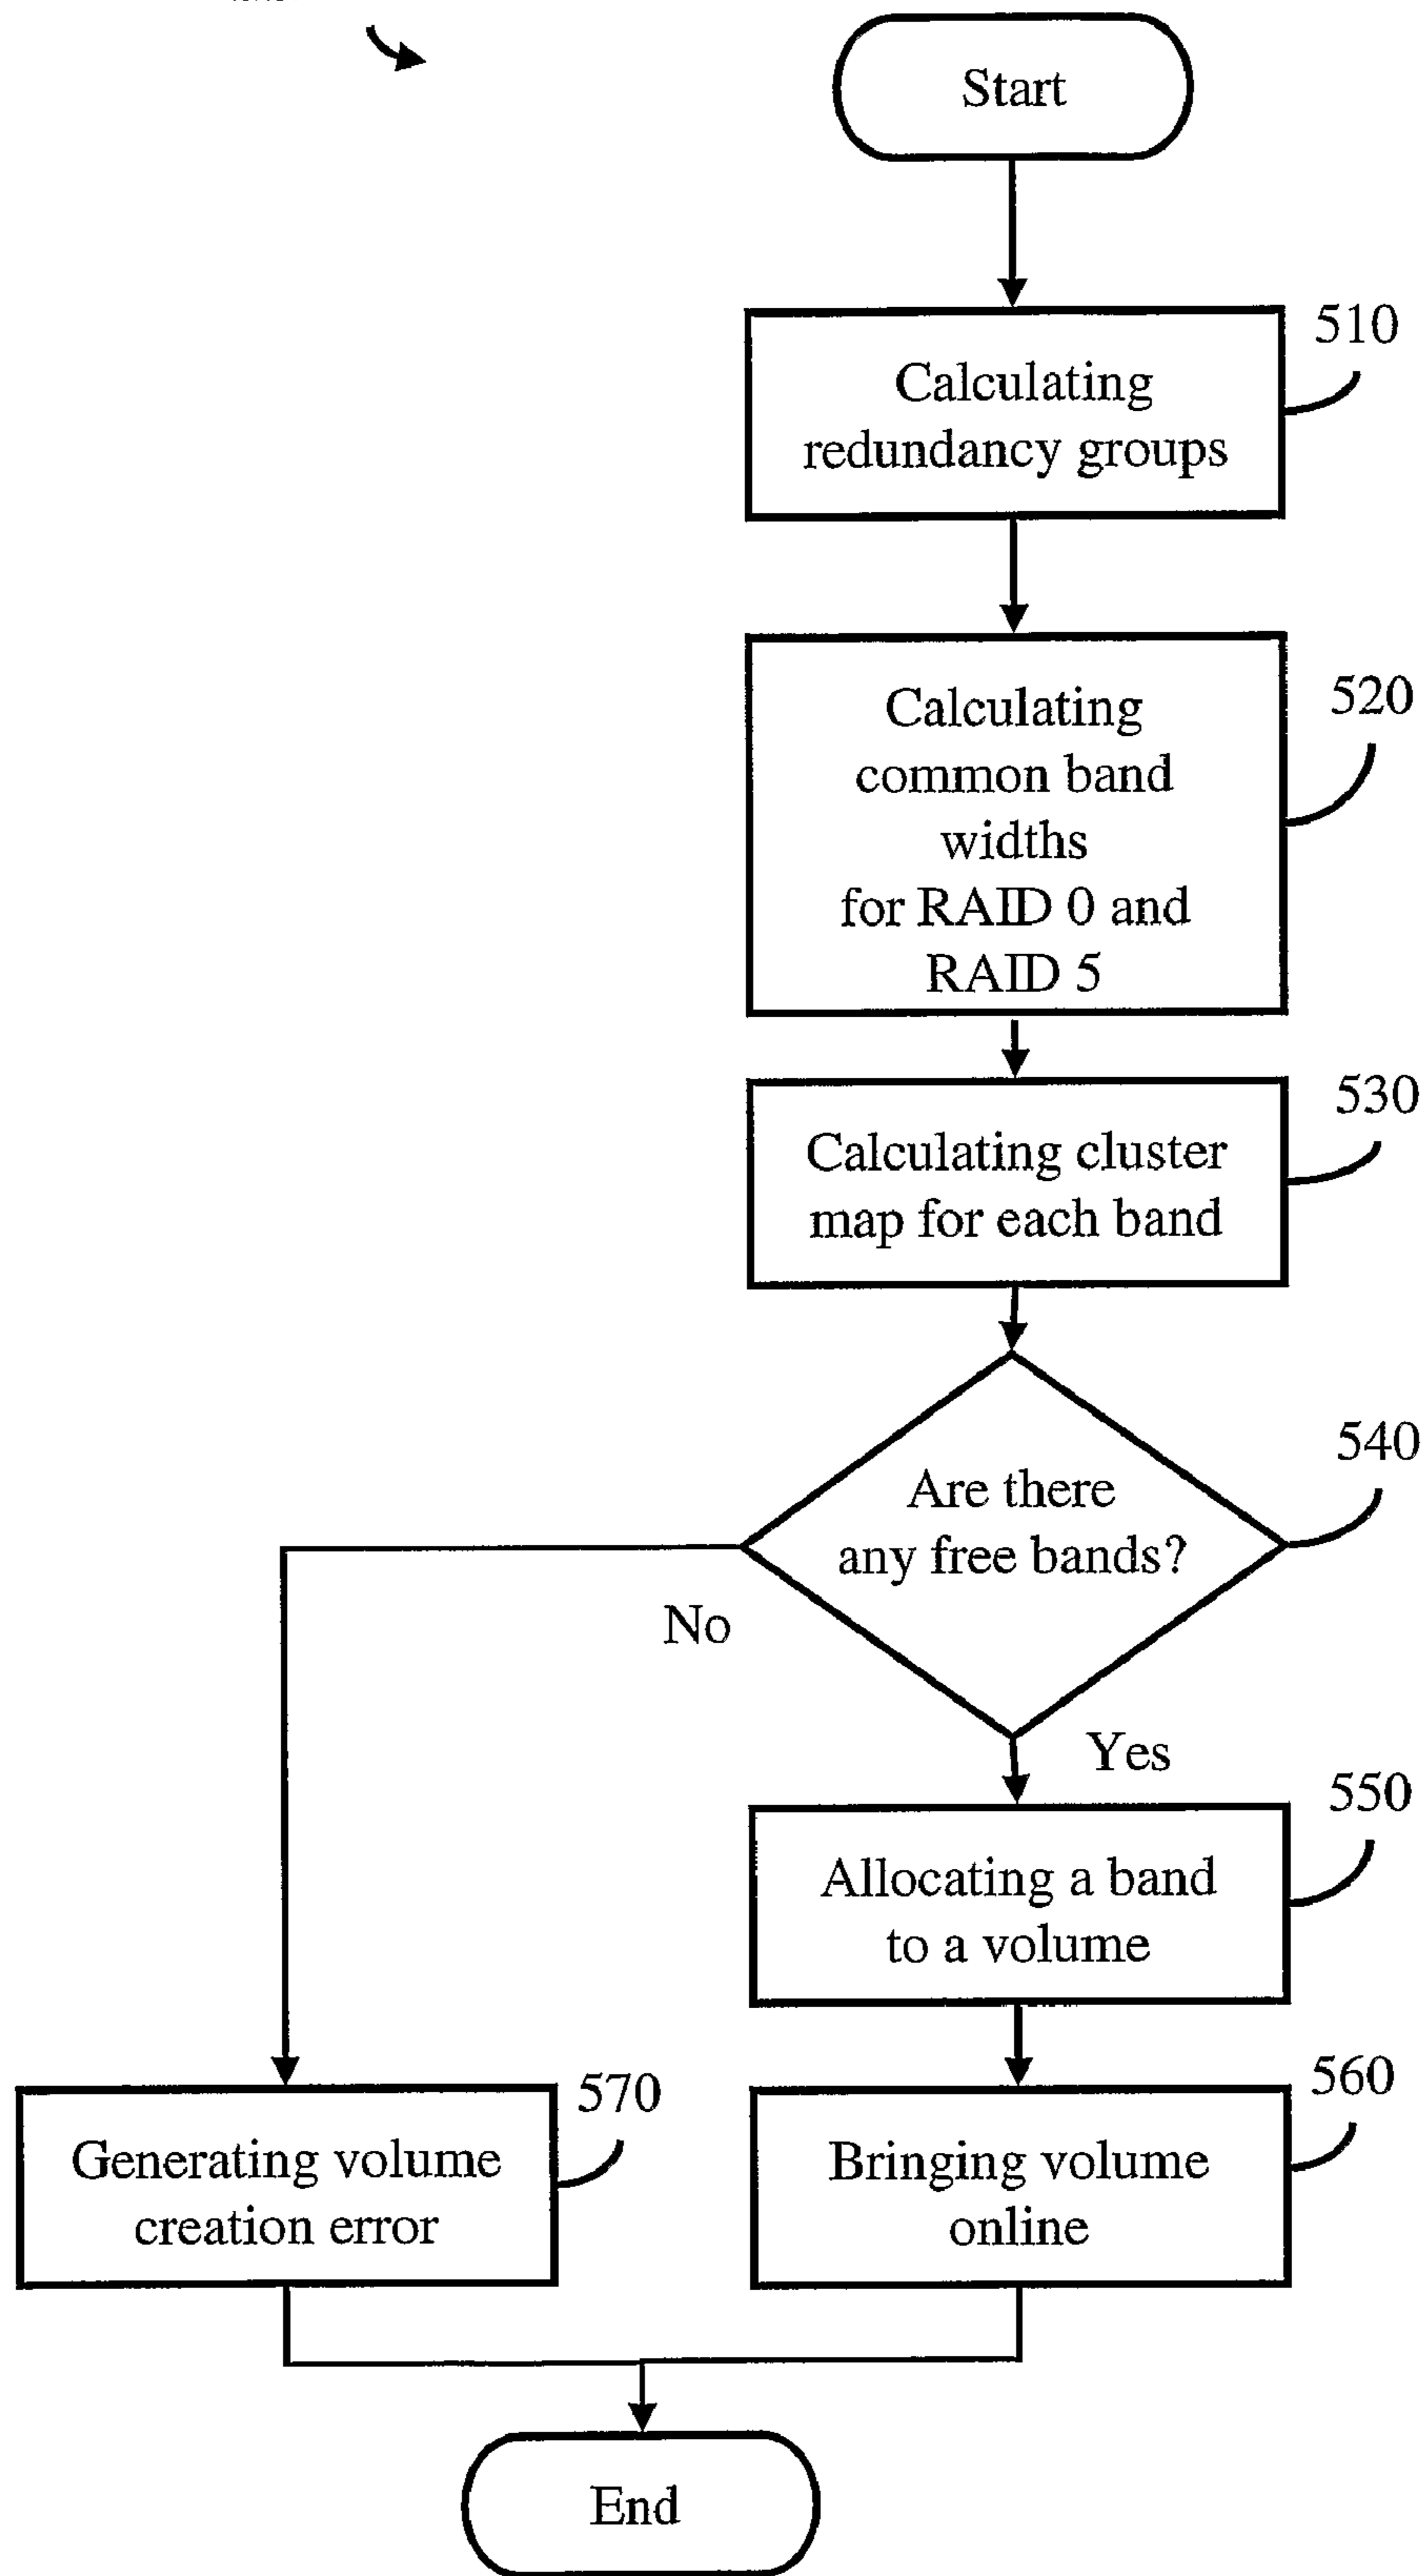 Start
510
Calculating
redundancy groups
520
Calculating
common band
widths
for RAID 0 and
RAID 5
530
Calculating cluster
map for each band
540
Are there
any free bands?
No
Yes
550
Allocating a band
to a volume
570
560
Generating volume
creation error
Bringing volume
online
End